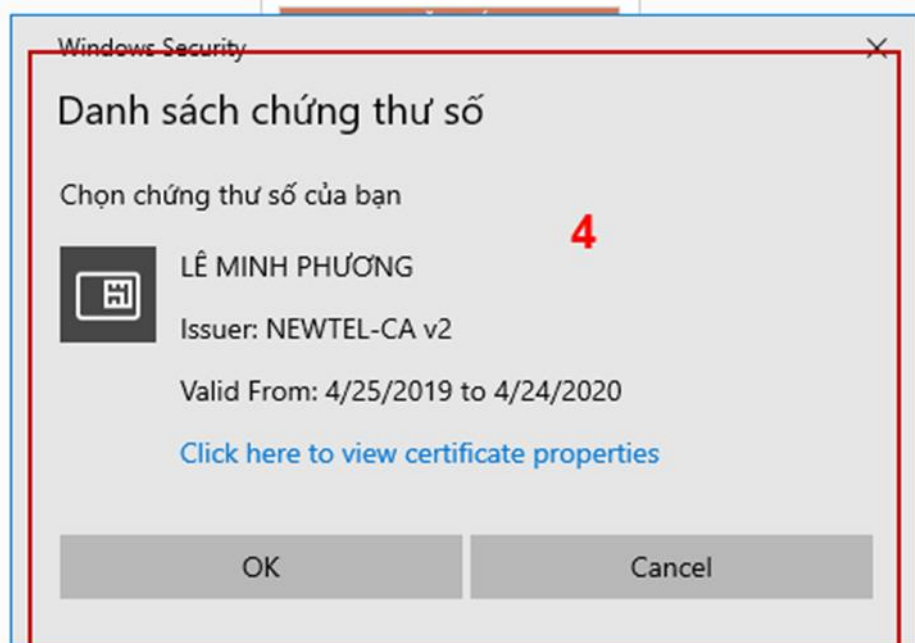 Windows Security
Danh sách chứng thư số
Chọn chứng thư số của bạn
4
LÊ MINH PHƯƠNG
Issuer: NEWTEL-CA v2
Valid From: 4/25/2019 to 4/24/2020
Click here to view certificate properties
OK
Cancel